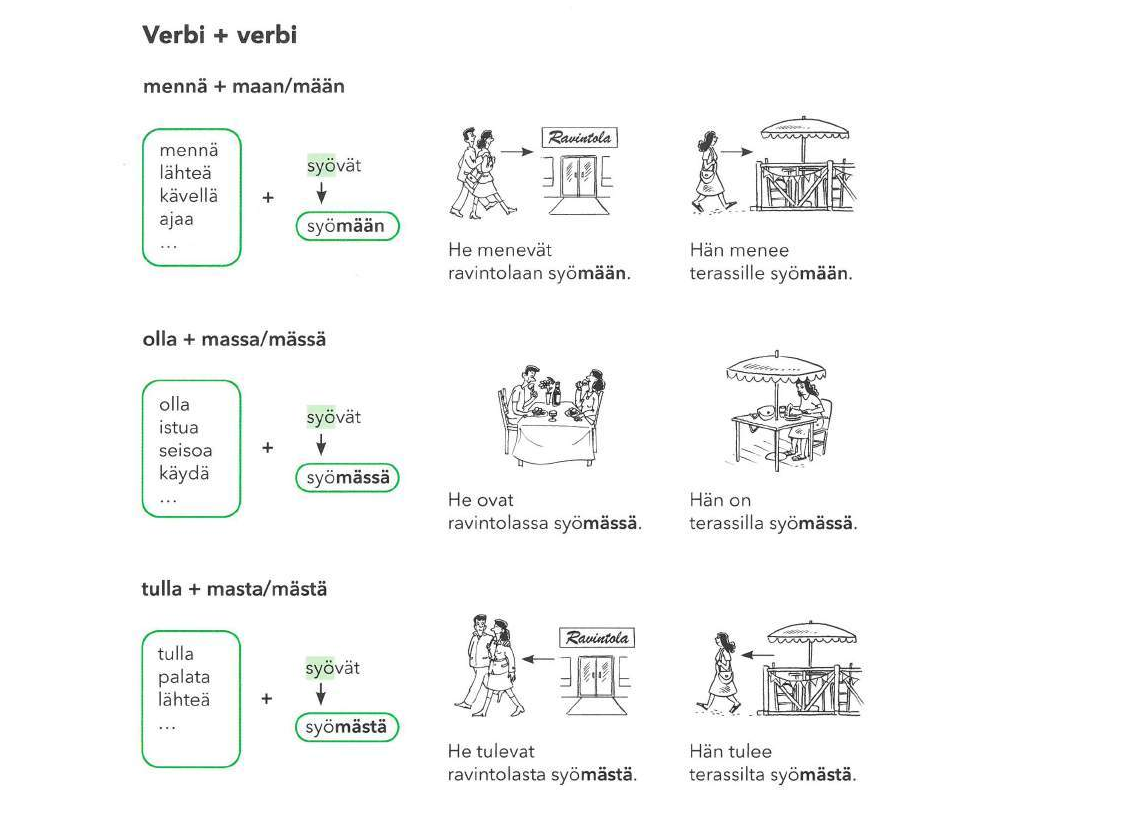 Verbi + verbi
mennä + maan/mään
mennä
lähteä
kävellä
ajaa
...
+
syövät
syömään
Ravintola
He menevät
ravintolaan syömään.
Hän menee
terassille syömään.
olla + massa/mässä
olla
istua
seisoa
käydä
...
+
syövät
syömässä
He ovat
ravintolassa syömässä.
Hän on
terassilla syömässä.
tulla + masta/mästä
tulla
palata
lähteä
...
+
syövät
syömästä
Ravintola
He tulevat
ravintolasta syömästä.
Hän tulee
terassilta syömästä.